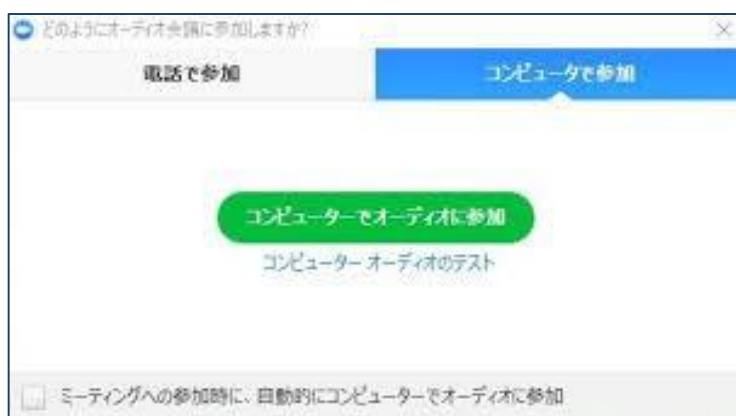 どのようにオーディオ会議に参加しますか?
電話で参加
コンピュータで参加
コンピューターでオーディオに参加
コンピューター オーディオのテスト
ミーティングへの参加時に、自動的にコンピューターでオーディオに参加